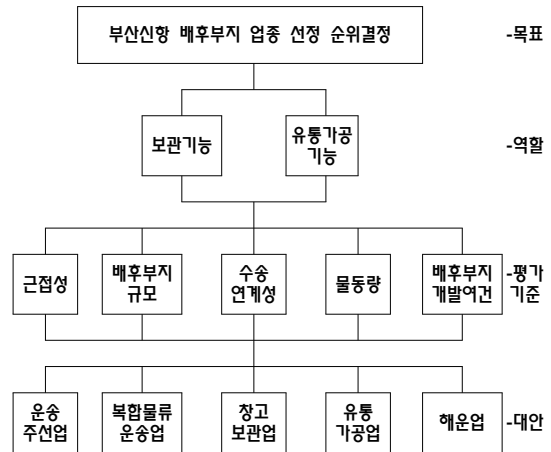 부산신항 배후부지 업종 선정 순위결정 -목표
보관기능
유통가공
기능
-역할
근접성
배후부지
규모
수송
연계성
물동량
배후부지
개발여건
-평가
기준
운송
주선업
복합물류
운송업
창고
보관업
유통
가공업
해운업
-대안